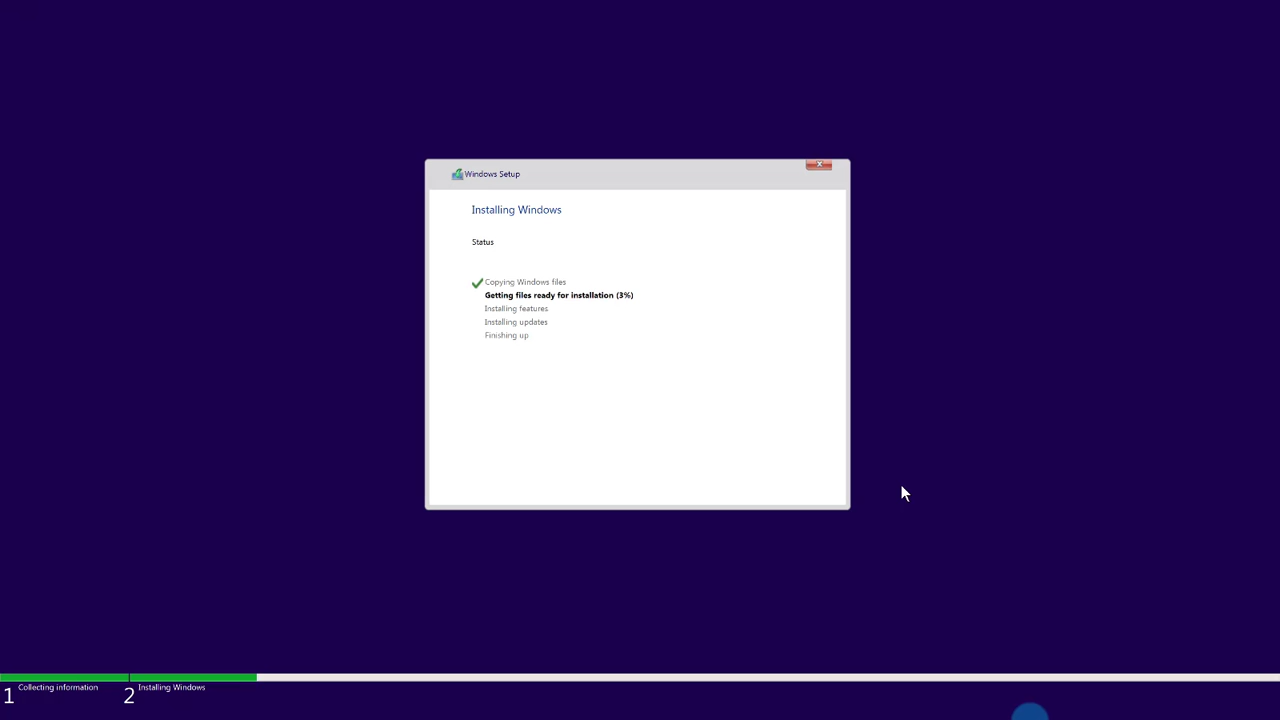 Windows Setup
Installing Windows
Status
Copying Windows files
Getting files ready for installation (3%)
Installing features
Installing updates
Finishing up
1 Collecting information
2 Installing Windows